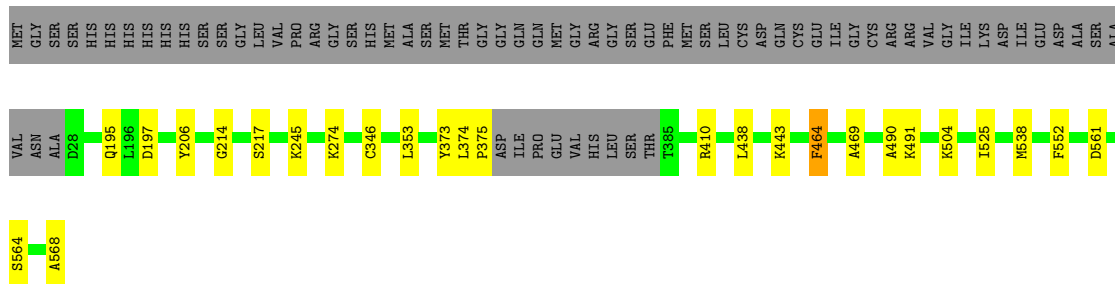 MET GLY SER SER HIS HIS HIS HIS HIS HIS SER SER GLY LEU VAL PRO ARG GLY SER HIS MET ALA SER MET THR GLY GLY GLN GLN MET GLY ARG GLY SER GLU PHE MET SER LEU CYS ASP GLN CYS GLU ILE GLY CYS ARG ARG VAL GLY ILE LYS ASP ILE GLU ASP ALA SER ALA
VAL ASN ALA D28 Q195 L196 D197 Y206 G214 S217 K245 K274 C346 L353 Y373 L374 P375 ASP ILE PRO GLU VAL HIS LEU SER THR T385 R410 L438 K443 F464 A469 A490 K491 K504 I525 M538 F552 D561
S564 A568